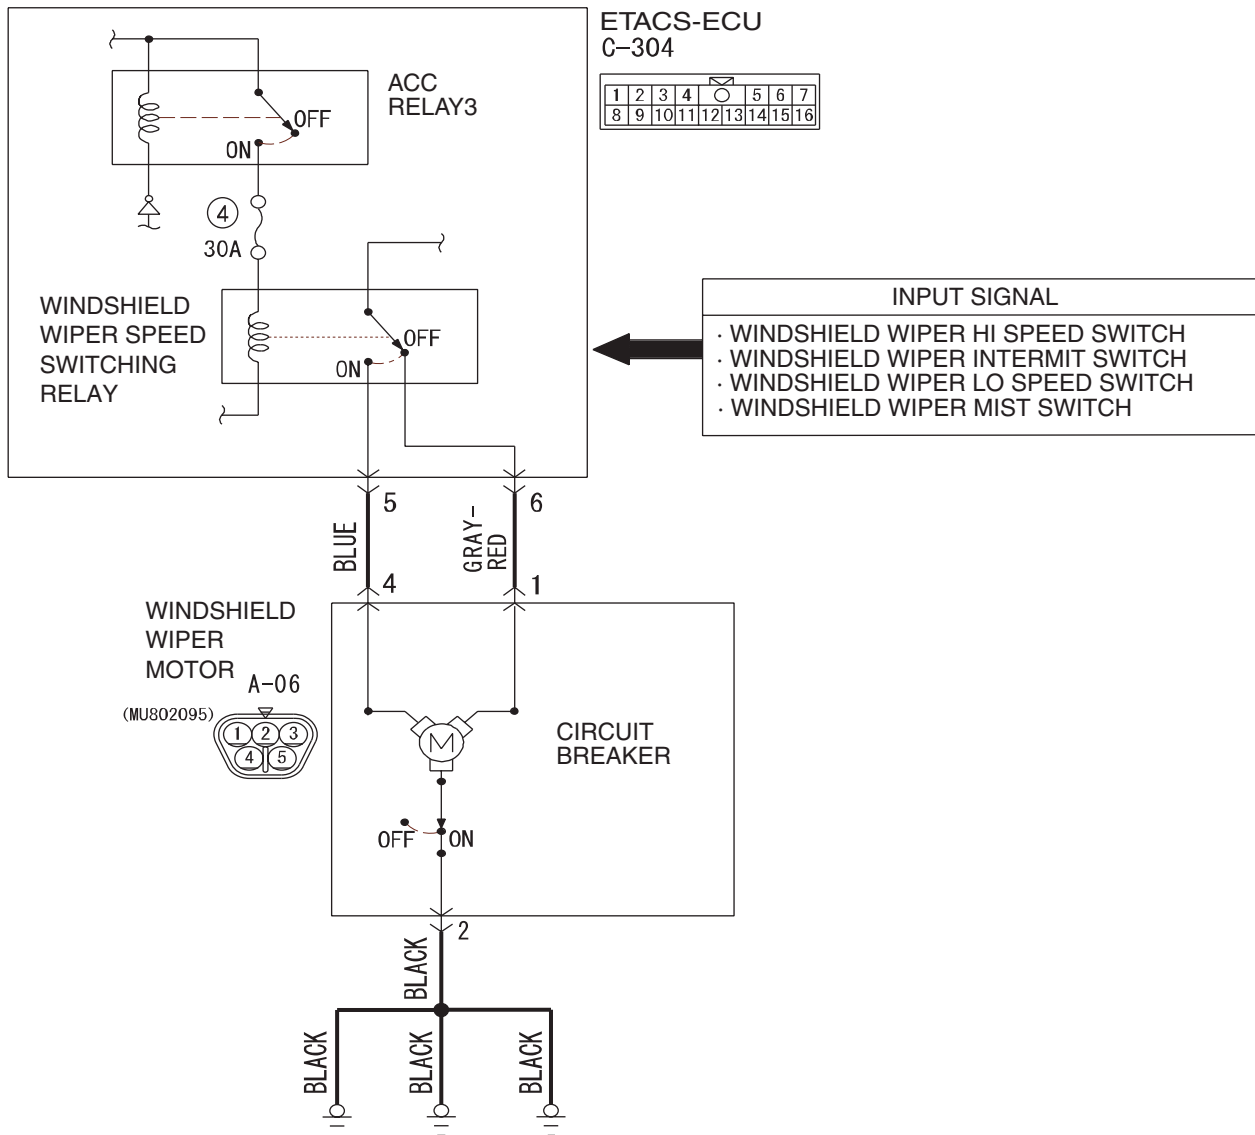 ETACS-ECU
C-304
1 2 3 4 5 6 7
8 9 10 11 12 13 14 15 16
ACC
RELAY3
OFF
ON
4
30A
WINDSHIELD
WIPER SPEED
SWITCHING
RELAY
OFF
ON
INPUT SIGNAL
· WINDSHIELD WIPER HI SPEED SWITCH
· WINDSHIELD WIPER INTERMIT SWITCH
· WINDSHIELD WIPER LO SPEED SWITCH
· WINDSHIELD WIPER MIST SWITCH
5
6
BLUE
GRAY-
RED
4
1
WINDSHIELD
WIPER
MOTOR
A-06
(MU802095)
1 2 3
4 5
M
CIRCUIT
BREAKER
OFF
ON
2
BLACK
BLACK
BLACK
BLACK